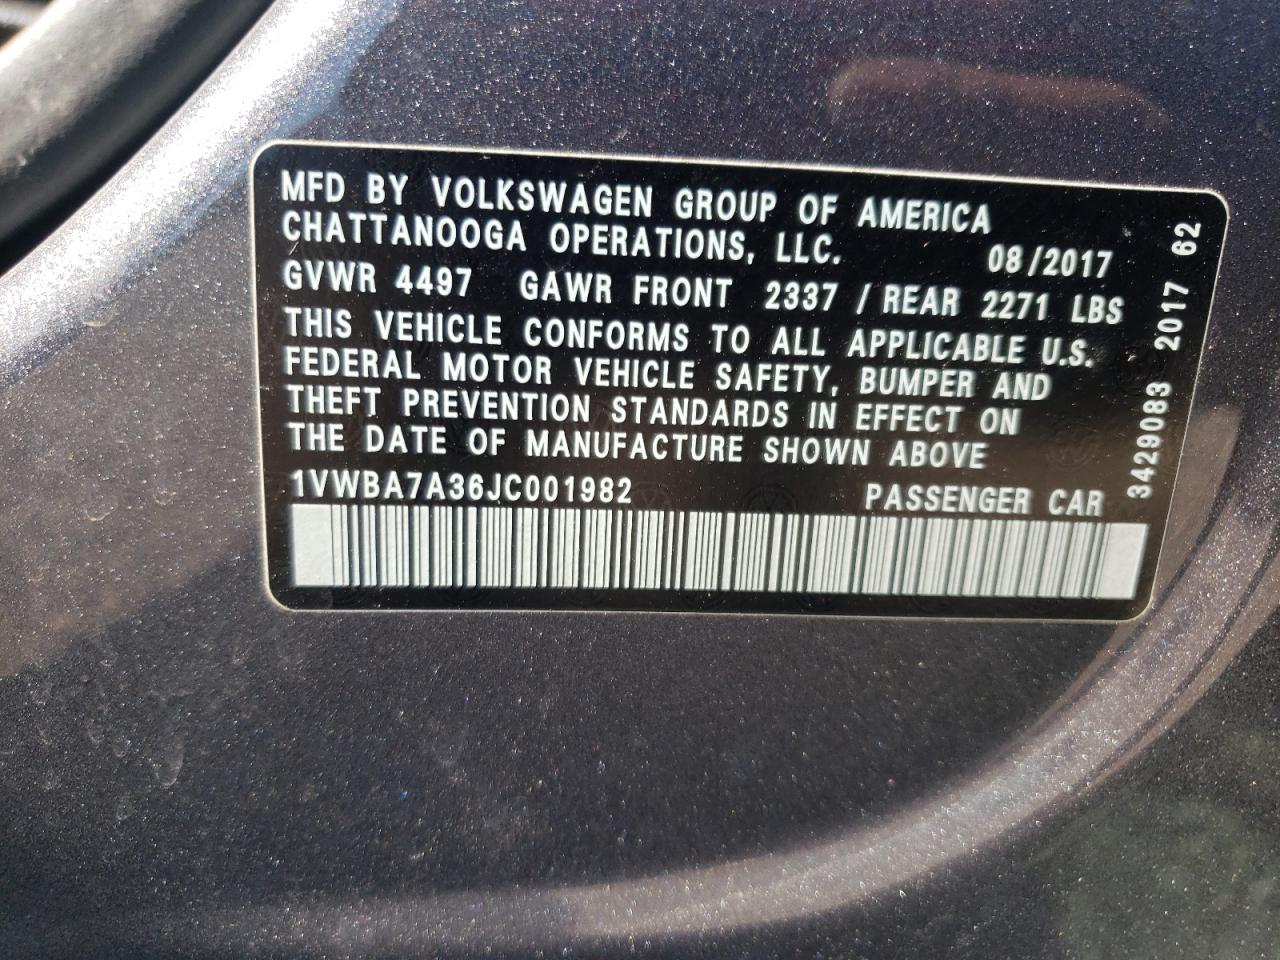 MFD BY VOLKSWAGEN GROUP OF AMERICA
CHATTANOOGA OPERATIONS, LLC. 08/2017
GVWR 4497 GAWR FRONT 2337 / REAR 2271 LBS
THIS VEHICLE CONFORMS TO ALL APPLICABLE U.S.
FEDERAL MOTOR VEHICLE SAFETY, BUMPER AND
THEFT PREVENTION STANDARDS IN EFFECT ON
THE DATE OF MANUFACTURE SHOWN ABOVE
1VWBA7A36JC001982 PASSENGER CAR
3429083 2017 62